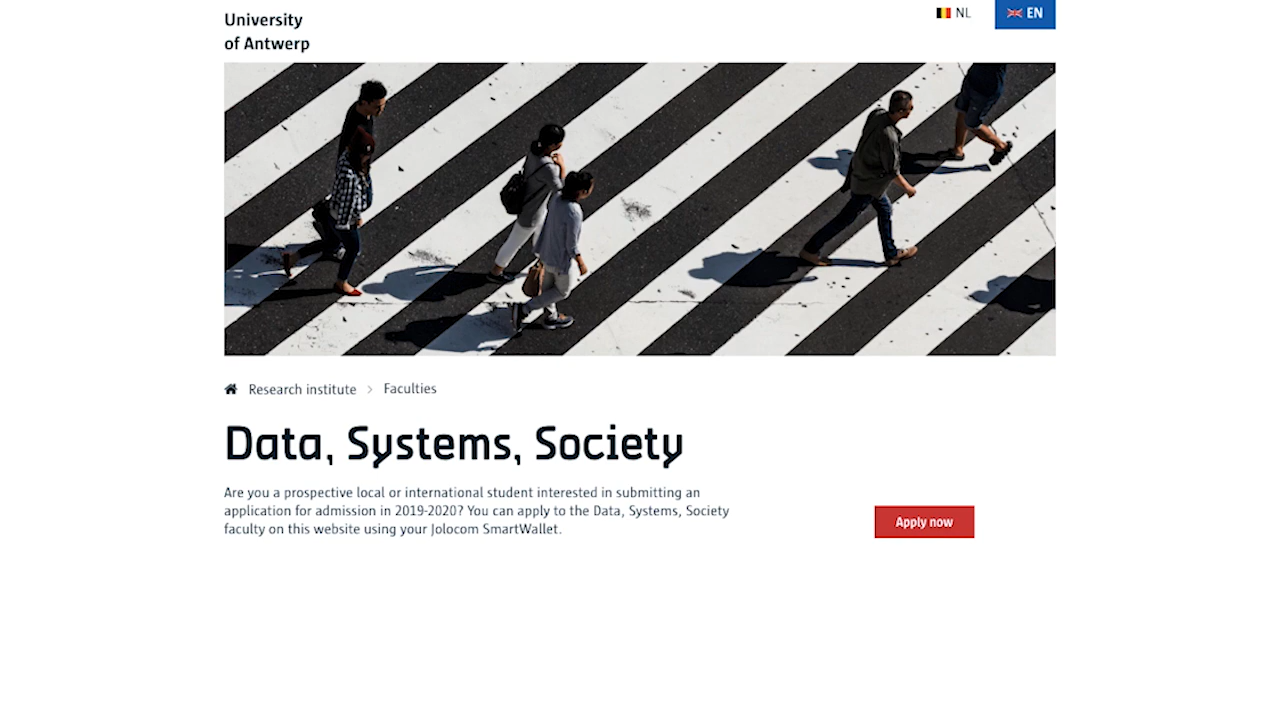 University
of Antwerp
NL
EN
Research institute > Faculties
Data, Systems, Society
Are you a prospective local or international student interested in submitting an
application for admission in 2019-2020? You can apply to the Data, Systems, Society
faculty on this website using your Jolocom SmartWallet.
Apply now